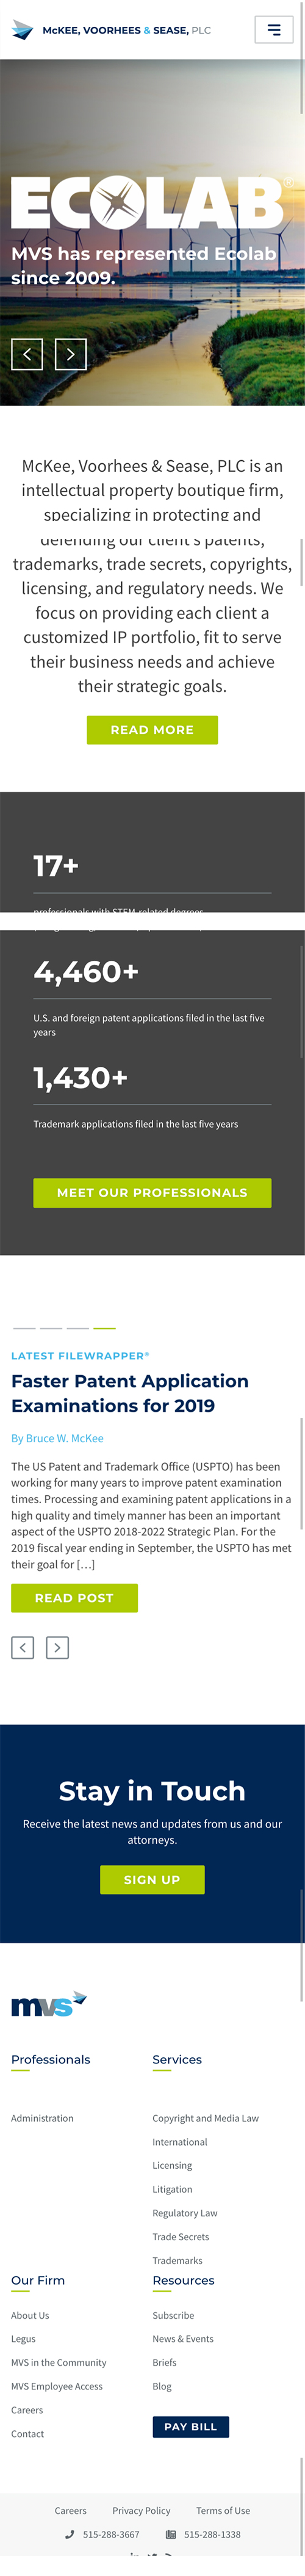 McKEE, VOORHEES & SEASE, PLC
ECOLAB®
MVS has represented Ecolab
since 2009.
McKee, Voorhees & Sease, PLC is an
intellectual property boutique firm,
specializing in protecting and
defending our client's patents,
trademarks, trade secrets, copyrights,
licensing, and regulatory needs. We
focus on providing each client a
customized IP portfolio, fit to serve
their business needs and achieve
their strategic goals.
READ MORE
17+
professionals with STEM-related degrees
4,460+
U.S. and foreign patent applications filed in the last five
years
1,430+
Trademark applications filed in the last five years
MEET OUR PROFESSIONALS
LATEST FILEWRAPPER®
Faster Patent Application
Examinations for 2019
By Bruce W. McKee
The US Patent and Trademark Office (USPTO) has been
working for many years to improve patent examination
times. Processing and examining patent applications in a
high quality and timely manner has been an important
aspect of the USPTO 2018-2022 Strategic Plan. For the
2019 fiscal year ending in September, the USPTO has met
their goal for […]
READ POST
Stay in Touch
Receive the latest news and updates from us and our
attorneys.
SIGN UP
mvs
Professionals
Administration
Services
Copyright and Media Law
International
Licensing
Litigation
Regulatory Law
Trade Secrets
Trademarks
Our Firm
About Us
Legus
MVS in the Community
MVS Employee Access
Careers
Contact
Resources
Subscribe
News & Events
Briefs
Blog
PAY BILL
Careers Privacy Policy Terms of Use
515-288-3667 515-288-1338